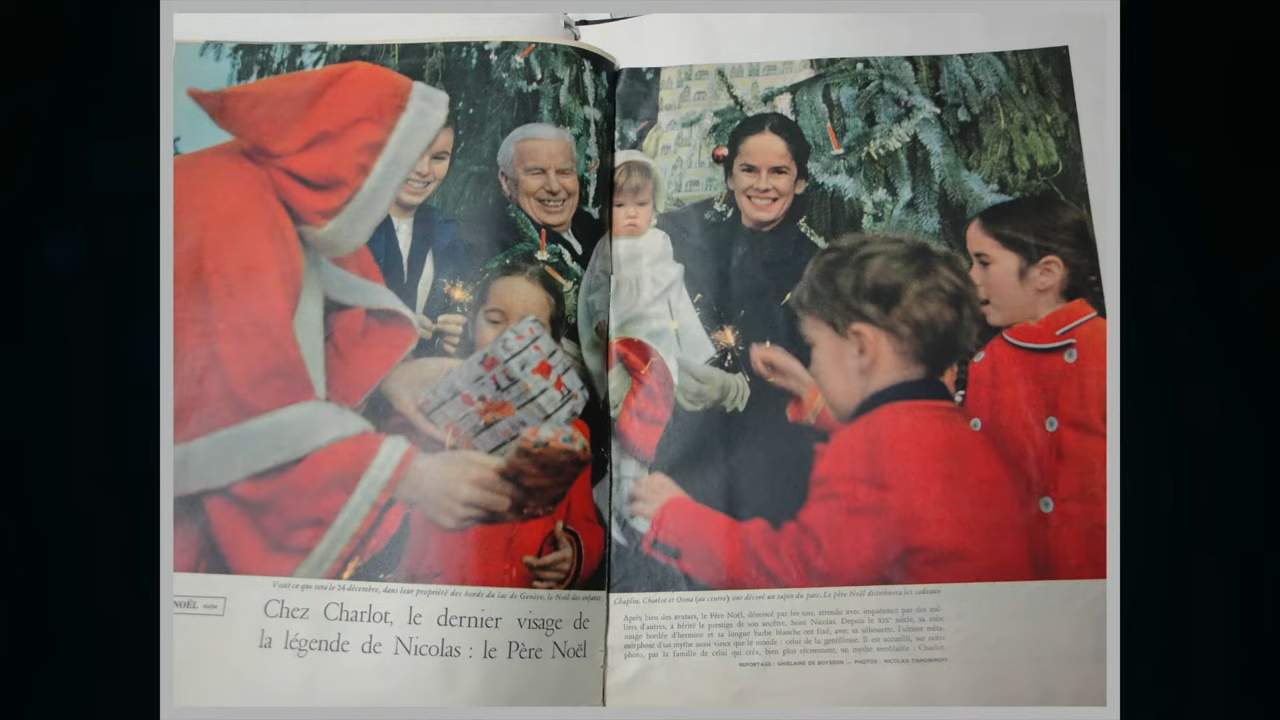 Voici ce que sera le 24 décembre, dans leur propriété des bords du lac de Genève, le Noël des enfants
Chaplin. Charlot et Oona (au centre) ont décoré un sapin du parc. Le père Noël distribuera les cadeaux
NOËL suite
Chez Charlot, le dernier visage de
la légende de Nicolas : le Père Noël
Après bien des avatars, le Père Noël, dénoncé par les uns, attendu avec impatience par des mil-
liers d'autres, a hérité le prestige de son ancêtre, Saint Nicolas. Depuis le XIXe siècle, sa robe
rouge bordée d'hermine et sa longue barbe blanche ont fixé, avec sa silhouette, l'ultime méta-
morphose d'un mythe aussi vieux que le monde : celui de la gentillesse. Il est accueilli, sur notre
photo, par la famille de celui qui créa, bien plus récemment, un mythe semblable : Charlot.
REPORTAGE : GHISLAINE DE BOYSSON — PHOTOS : NICOLAS